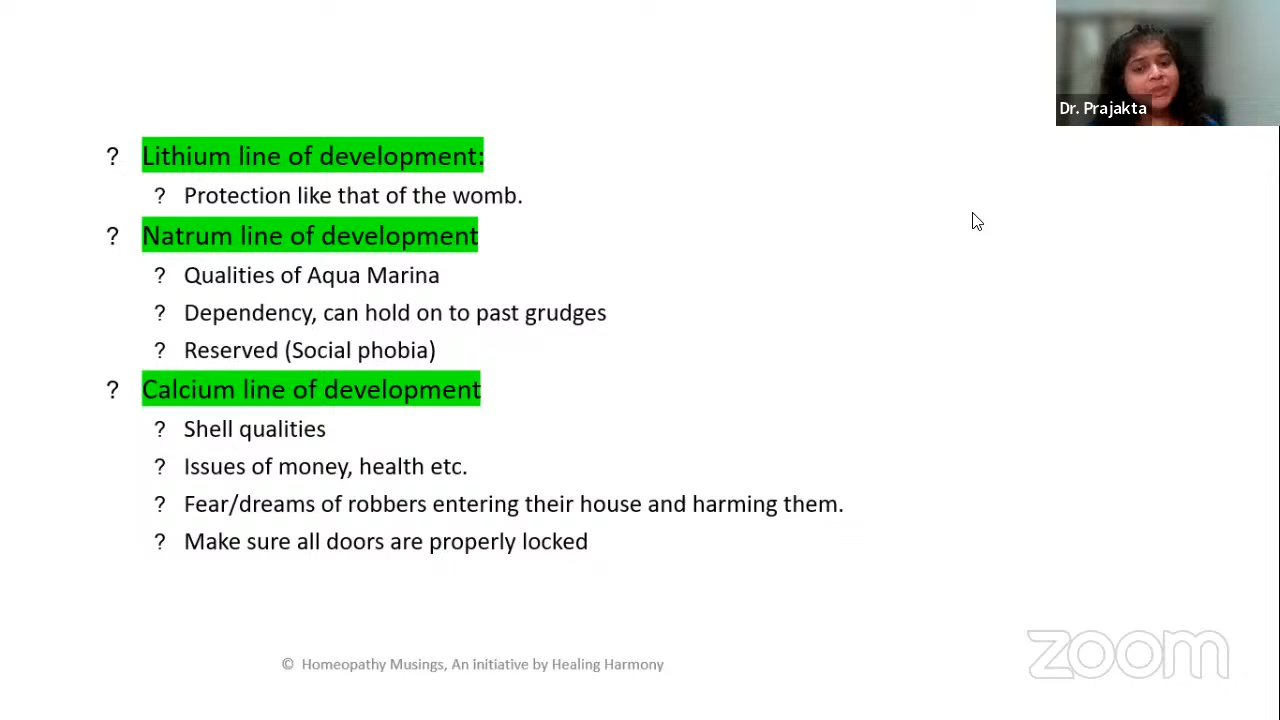 Dr. Prajakta
? Lithium line of development:
? Protection like that of the womb.
? Natrum line of development
? Qualities of Aqua Marina
? Dependency, can hold on to past grudges
? Reserved (Social phobia)
? Calcium line of development
? Shell qualities
? Issues of money, health etc.
? Fear/dreams of robbers entering their house and harming them.
? Make sure all doors are properly locked
© Homeopathy Musings, An initiative by Healing Harmony
zoom